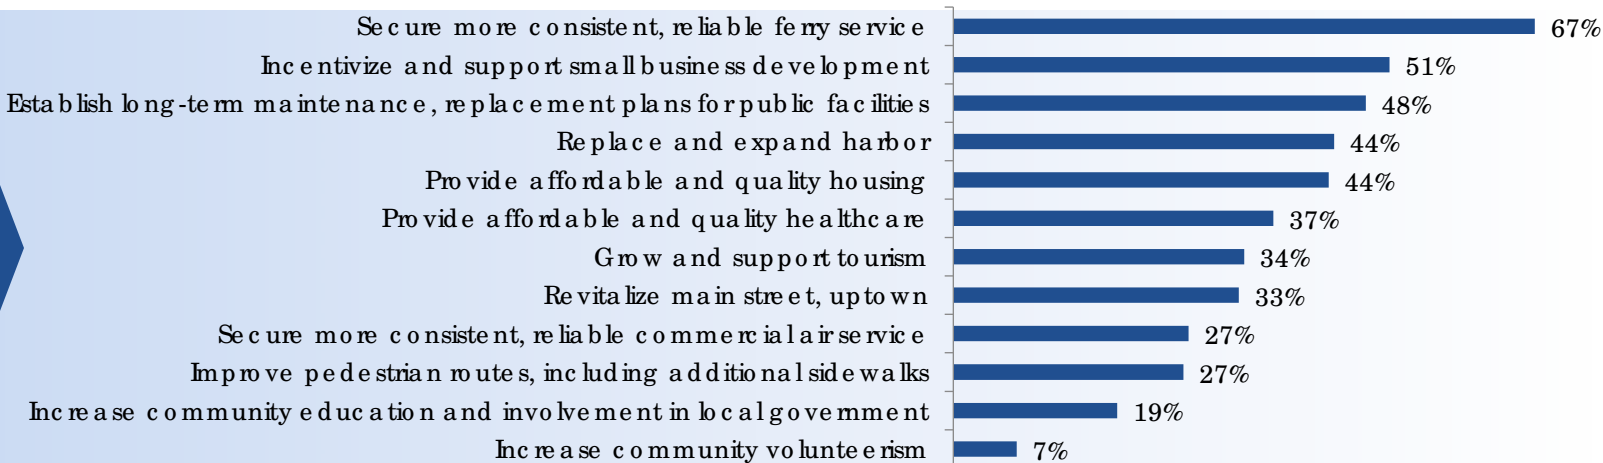 Secure more consistent, reliable ferry service 67%
Incentivize and support small business development 51%
Establish long-term maintenance, replacement plans for public facilities 48%
Replace and expand harbor 44%
Provide affordable and quality housing 44%
Provide affordable and quality healthcare 37%
Grow and support tourism 34%
Revitalize main street, uptown 33%
Secure more consistent, reliable commercial air service 27%
Improve pedestrian routes, including additional sidewalks 27%
Increase community education and involvement in local government 19%
Increase community volunteerism 7%